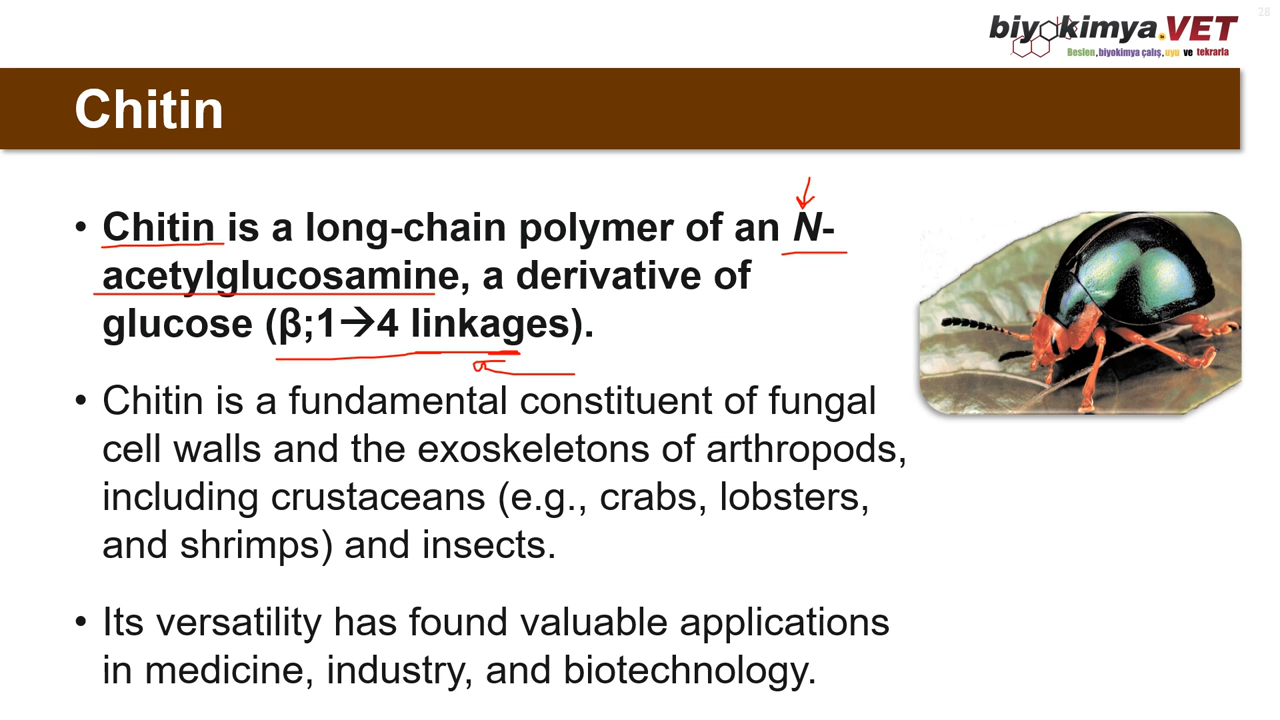 28
biyokimya.VET
Beslen, biyokimya çalış, uyu ve tekrarla
Chitin
• Chitin is a long-chain polymer of an N-
acetylglucosamine, a derivative of
glucose (β;1→4 linkages).
• Chitin is a fundamental constituent of fungal
cell walls and the exoskeletons of arthropods,
including crustaceans (e.g., crabs, lobsters,
and shrimps) and insects.
• Its versatility has found valuable applications
in medicine, industry, and biotechnology.